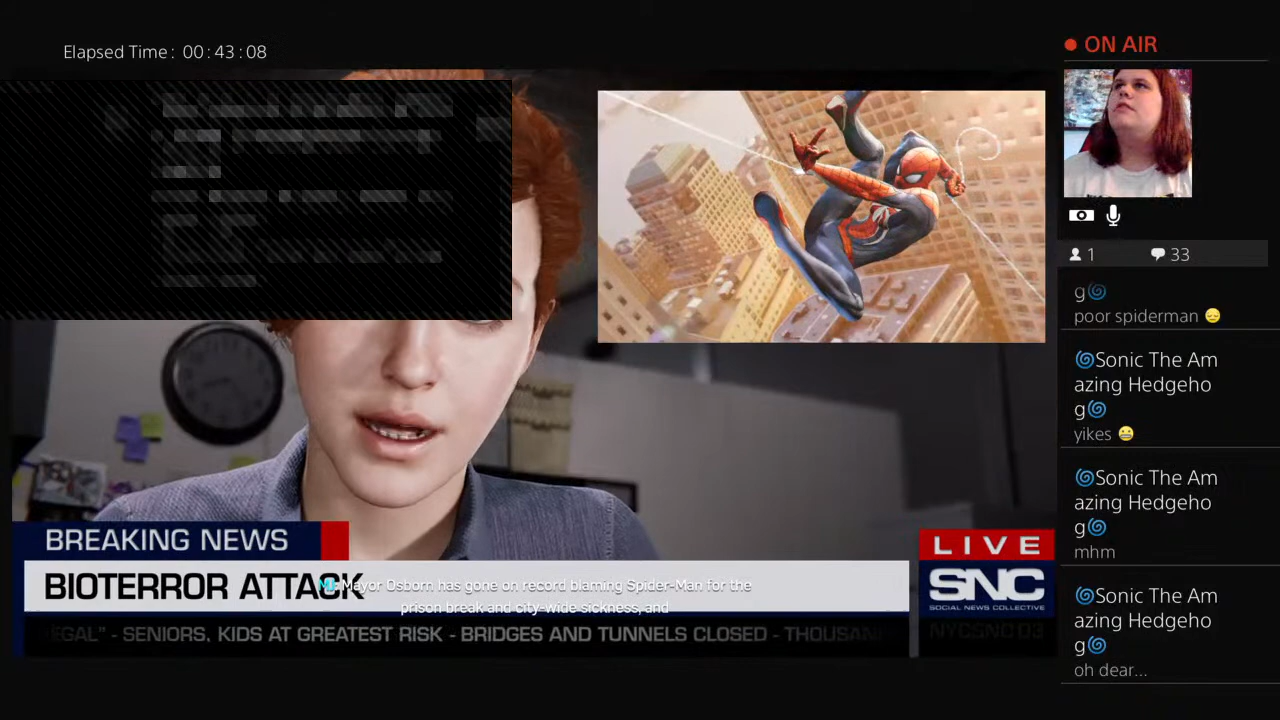 Elapsed Time: 00:43:08
ON AIR
1 33
g🌀
poor spiderman 😔
🌀Sonic The Am
azing Hedgeho
g🌀
yikes 😬
🌀Sonic The Am
azing Hedgeho
g🌀
mhm
🌀Sonic The Am
azing Hedgeho
g🌀
oh dear...
BREAKING NEWS
BIOTERROR ATTACK
MJ: Mayor Osborn has gone on record blaming Spider-Man for the
prison break and city-wide sickness, and
EGAL" - SENIORS, KIDS AT GREATEST RISK - BRIDGES AND TUNNELS CLOSED - THOUSAN
LIVE
SNC
SOCIAL NEWS COLLECTIVE